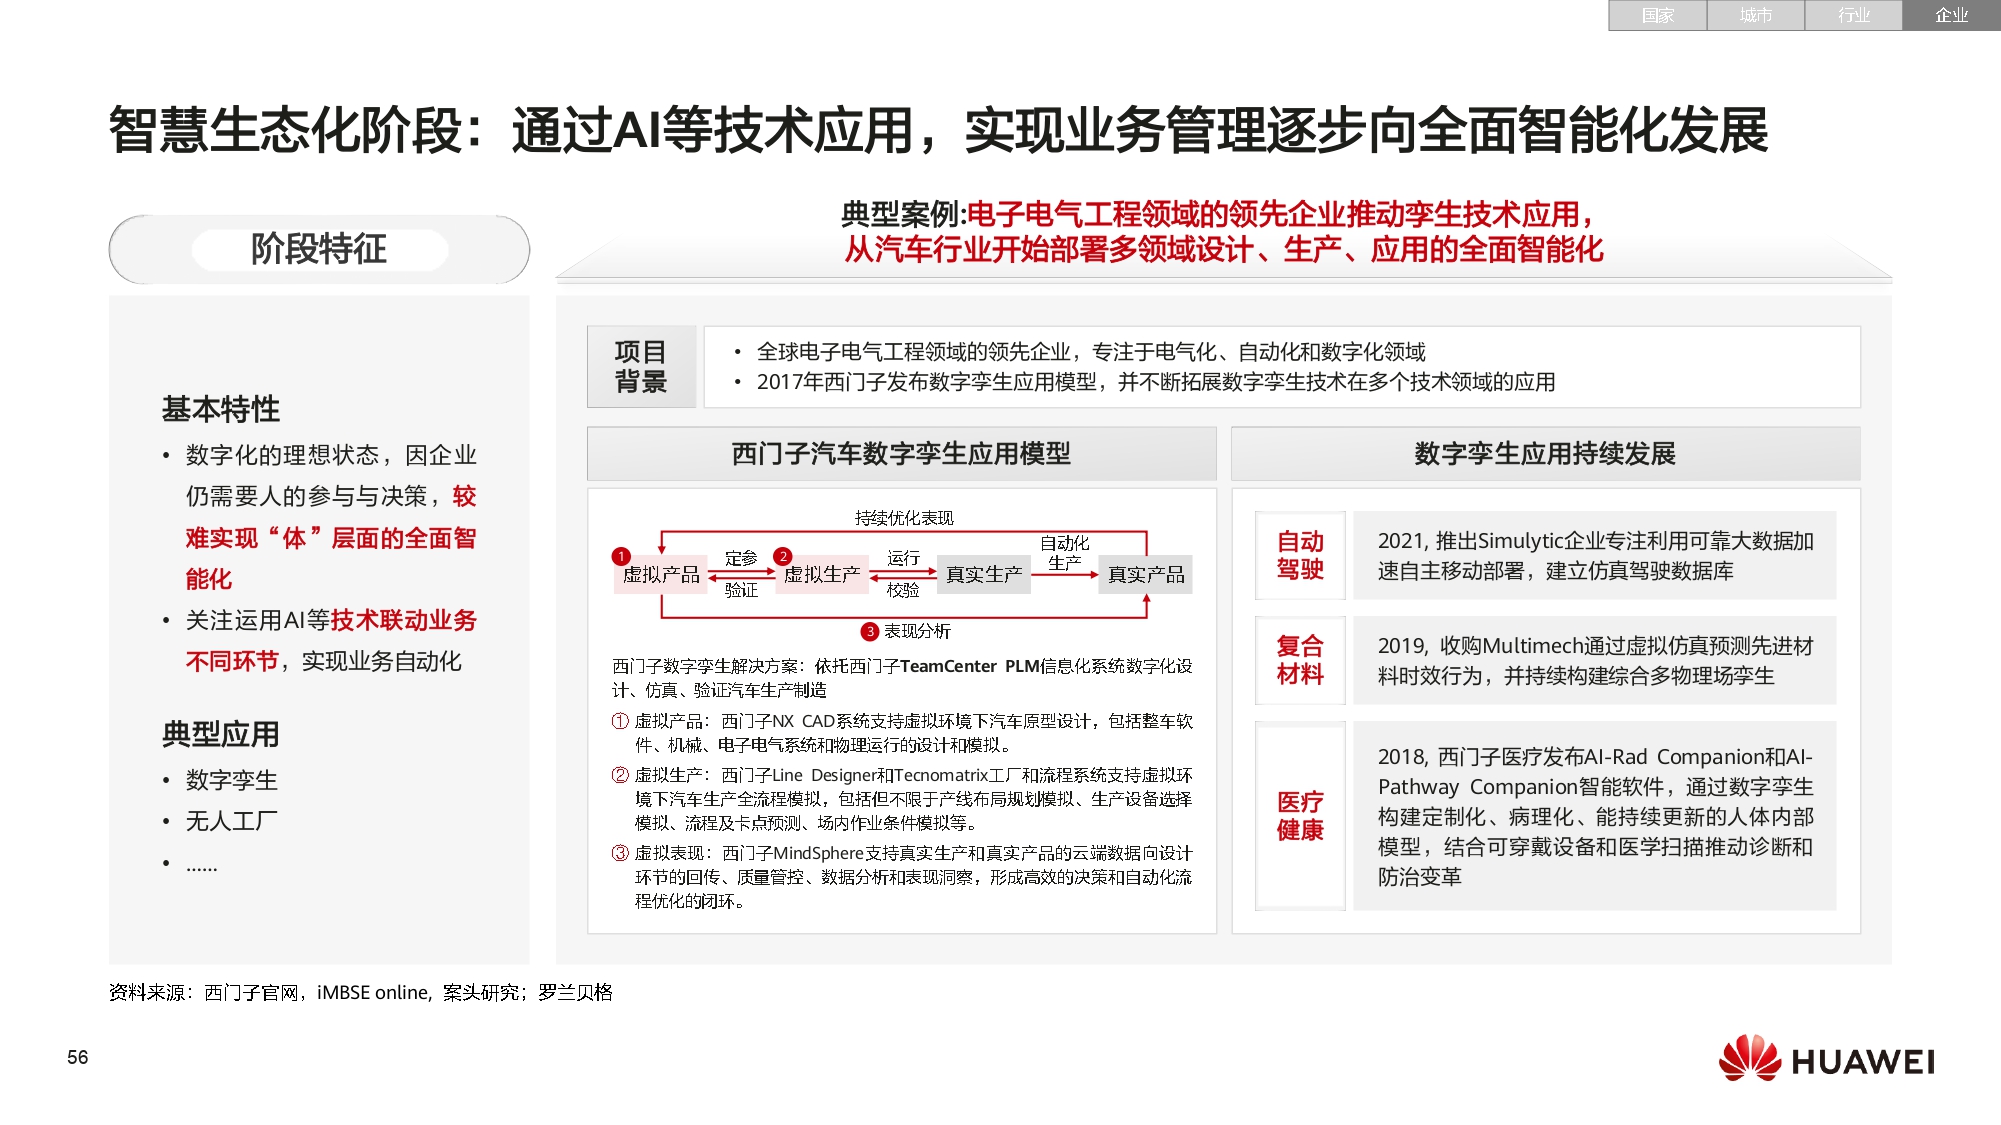 国家 城市 行业 企业
智慧生态化阶段：通过AI等技术应用，实现业务管理逐步向全面智能化发展
阶段特征
基本特性
• 数字化的理想状态，因企业
仍需要人的参与与决策，较
难实现“体”层面的全面智
能化
• 关注运用AI等技术联动业务
不同环节，实现业务自动化
典型应用
• 数字孪生
• 无人工厂
• ......
典型案例:电子电气工程领域的领先企业推动孪生技术应用，
从汽车行业开始部署多领域设计、生产、应用的全面智能化
项目
背景
• 全球电子电气工程领域的领先企业，专注于电气化、自动化和数字化领域
• 2017年西门子发布数字孪生应用模型，并不断拓展数字孪生技术在多个技术领域的应用
西门子汽车数字孪生应用模型
持续优化表现
1 虚拟产品
定参
验证
2 虚拟生产
运行
校验
真实生产
自动化
生产
真实产品
3 表现分析
西门子数字孪生解决方案：依托西门子TeamCenter PLM信息化系统数字化设
计、仿真、验证汽车生产制造
① 虚拟产品：西门子NX CAD系统支持虚拟环境下汽车原型设计，包括整车软
件、机械、电子电气系统和物理运行的设计和模拟。
② 虚拟生产：西门子Line Designer和Tecnomatrix工厂和流程系统支持虚拟环
境下汽车生产全流程模拟，包括但不限于产线布局规划模拟、生产设备选择
模拟、流程及卡点预测、场内作业条件模拟等。
③ 虚拟表现：西门子MindSphere支持真实生产和真实产品的云端数据向设计
环节的回传、质量管控、数据分析和表现洞察，形成高效的决策和自动化流
程优化的闭环。
数字孪生应用持续发展
自动
驾驶
2021, 推出Simulytic企业专注利用可靠大数据加
速自主移动部署，建立仿真驾驶数据库
复合
材料
2019, 收购Multimech通过虚拟仿真预测先进材
料时效行为，并持续构建综合多物理场孪生
医疗
健康
2018, 西门子医疗发布AI-Rad Companion和AI-
Pathway Companion智能软件，通过数字孪生
构建定制化、病理化、能持续更新的人体内部
模型，结合可穿戴设备和医学扫描推动诊断和
防治变革
资料来源：西门子官网，iMBSE online, 案头研究；罗兰贝格
56
HUAWEI